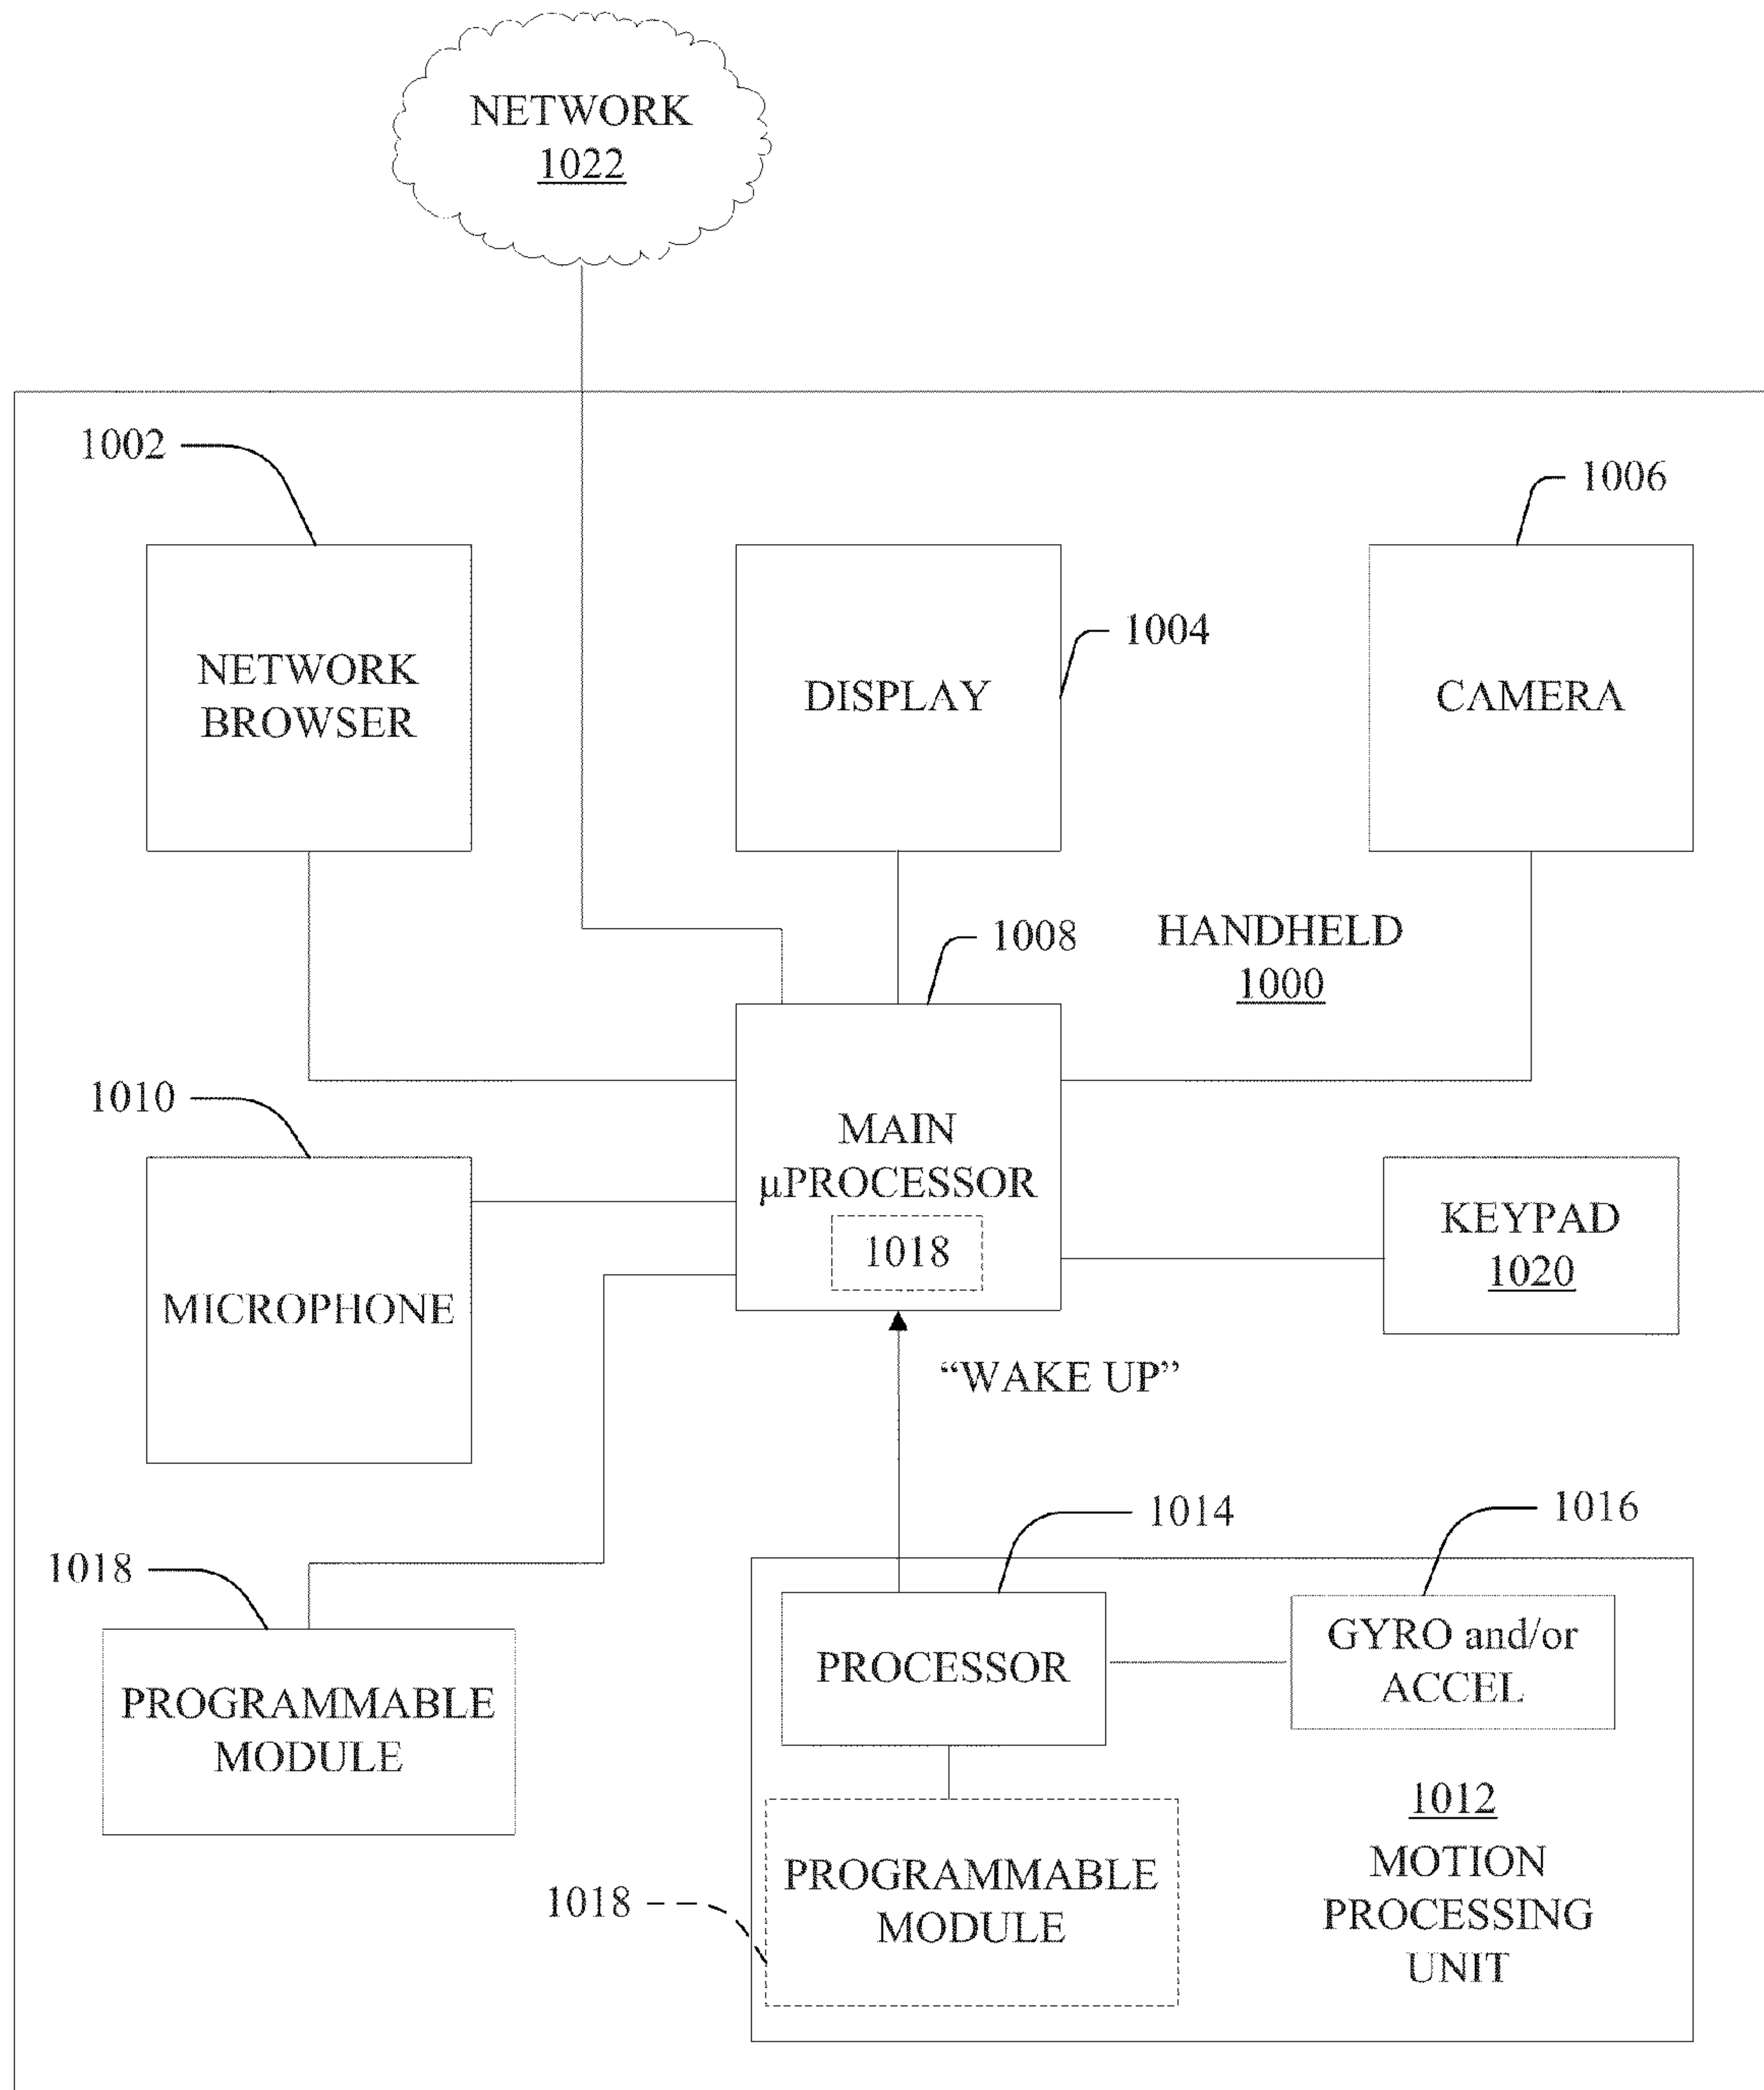 NETWORK
1022
1002
1006
NETWORK
BROWSER
DISPLAY
1004
CAMERA
1008
HANDHELD
1000
1010
MAIN
µPROCESSOR
1018
KEYPAD
1020
MICROPHONE
“WAKE UP”
1014
1016
1018
PROGRAMMABLE
MODULE
PROCESSOR
GYRO and/or
ACCEL
1012
MOTION
PROCESSING
UNIT
1018
PROGRAMMABLE
MODULE